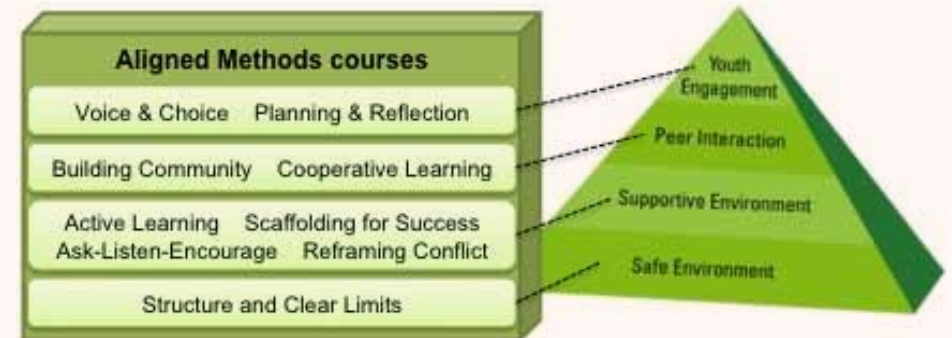 Aligned Methods courses
Voice & Choice Planning & Reflection
Building Community Cooperative Learning
Active Learning Scaffolding for Success
Ask-Listen-Encourage Reframing Conflict
Structure and Clear Limits
Youth
Engagement
Peer Interaction
Supportive Environment
Safe Environment